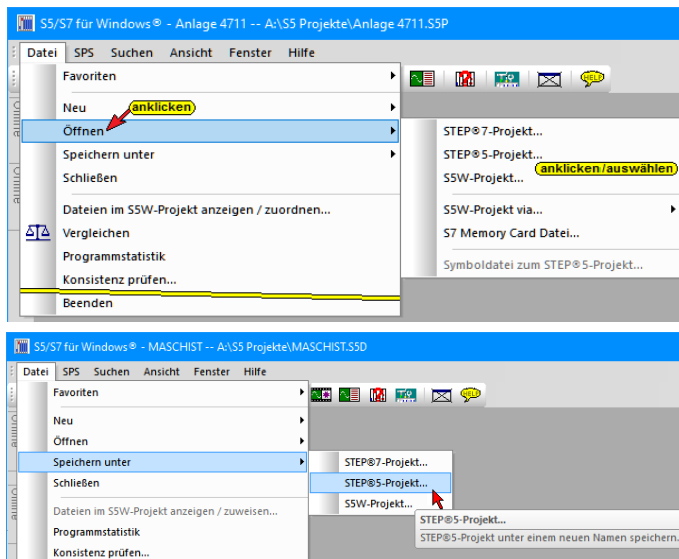 S5/S7 für Windows® - Anlage 4711 -- A:\S5 Projekte\Anlage 4711.S5P
Datei SPS Suchen Ansicht Fenster Hilfe
Favoriten
HELP
Neu
anklicken
Öffnen
Speichern unter
Schließen
Dateien im S5W-Projekt anzeigen / zuordnen...
Vergleichen
Programmstatistik
Konsistenz prüfen...
Beenden
STEP®7-Projekt...
STEP®5-Projekt...
anklicken/auswählen
S5W-Projekt...
S5W-Projekt via...
S7 Memory Card Datei...
Symboldatei zum STEP®5-Projekt...
S5/S7 für Windows® - MASCHIST -- A:\S5 Projekte\MASCHIST.S5D
Datei SPS Suchen Ansicht Fenster Hilfe
Favoriten
Neu
Öffnen
Speichern unter
Schließen
Dateien im S5W-Projekt anzeigen / zuweisen...
Programmstatistik
Konsistenz prüfen...
STEP®7-Projekt...
STEP®5-Projekt...
S5W-Projekt...
STEP®5-Projekt...
STEP®5-Projekt unter einem neuen Namen speichern.